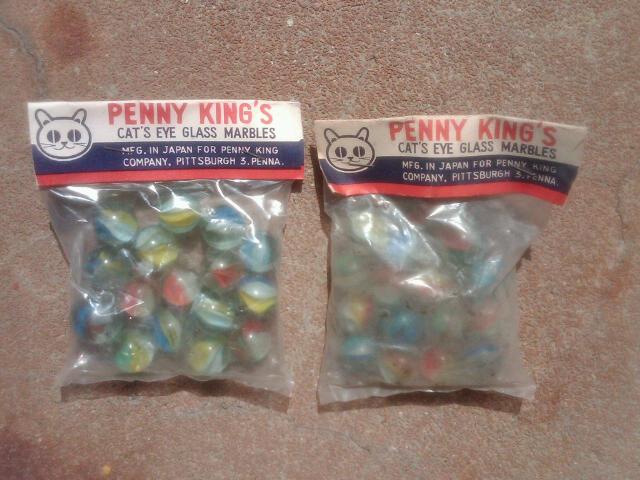 PENNY KING'S
CAT'S EYE GLASS MARBLES
MFG. IN JAPAN FOR PENNY KING
COMPANY, PITTSBURGH 3, PENNA.
PENNY KING'S
CAT'S EYE GLASS MARBLES
MFG. IN JAPAN FOR PENNY KING
COMPANY, PITTSBURGH 3, PENNA.